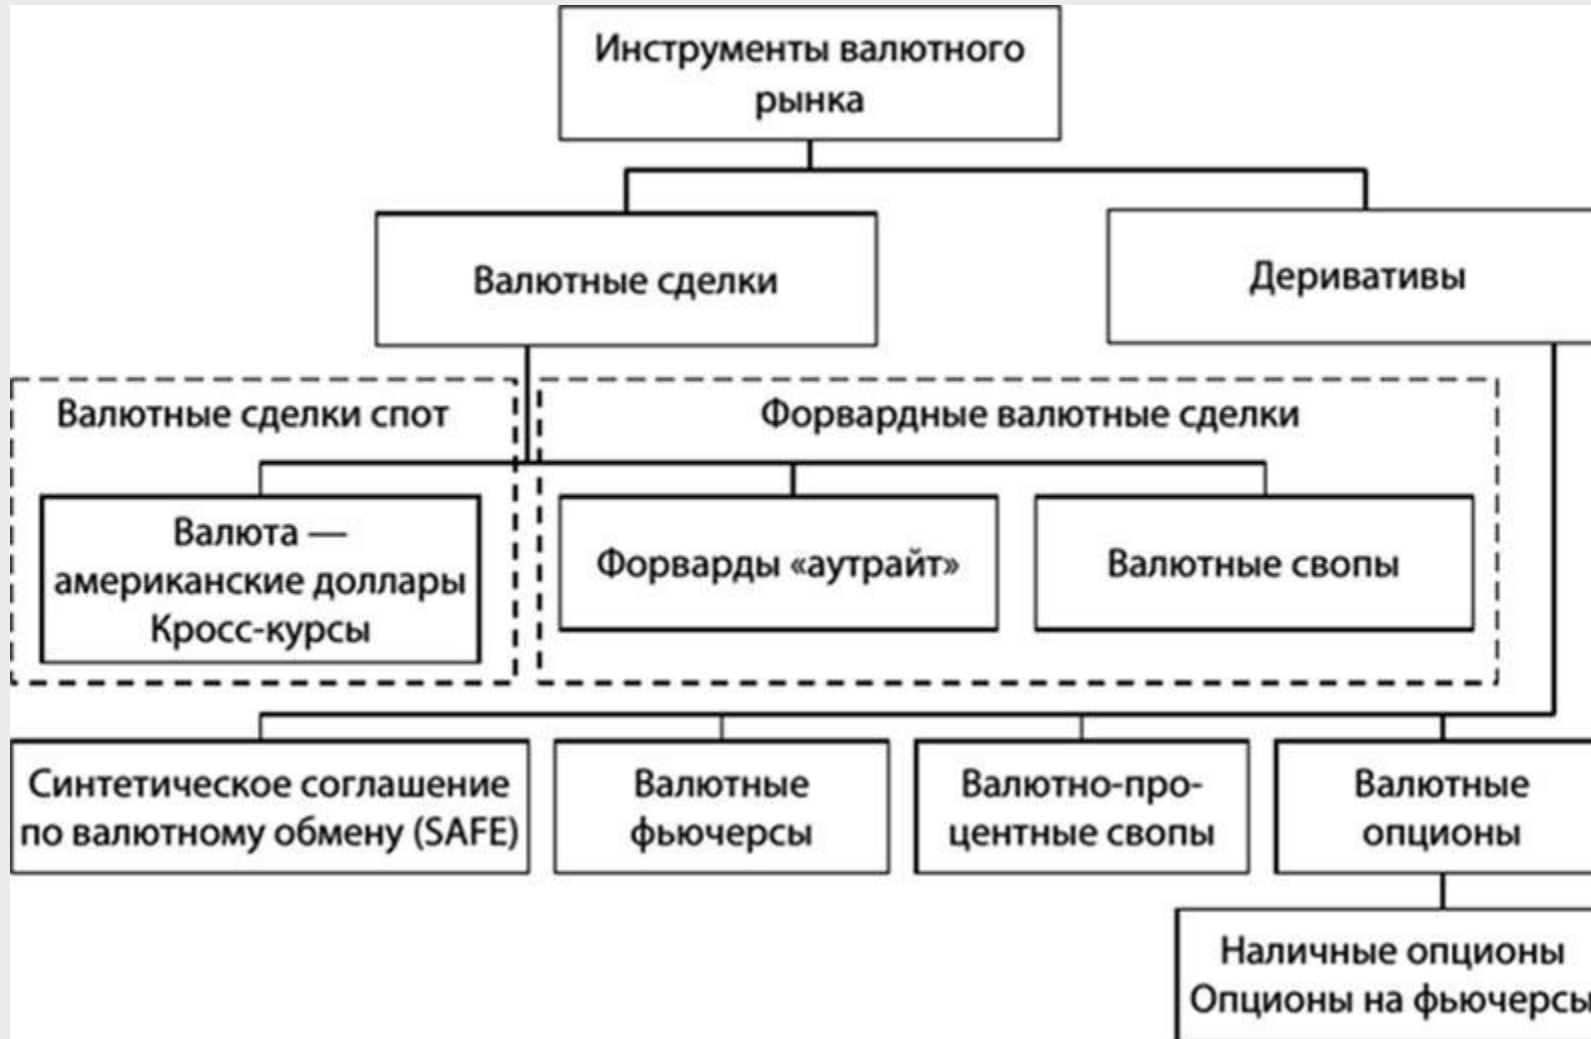 Инструменты валютного
рынка
Валютные сделки
Деривативы
Валютные сделки спот
Форвардные валютные сделки
Валюта —
американские доллары
Кросс-курсы
Форварды «аутрайт»
Валютные свопы
Синтетическое соглашение
по валютному обмену (SAFE)
Валютные
фьючерсы
Валютно-про-
центные свопы
Валютные
опционы
Наличные опционы
Опционы на фьючерсы